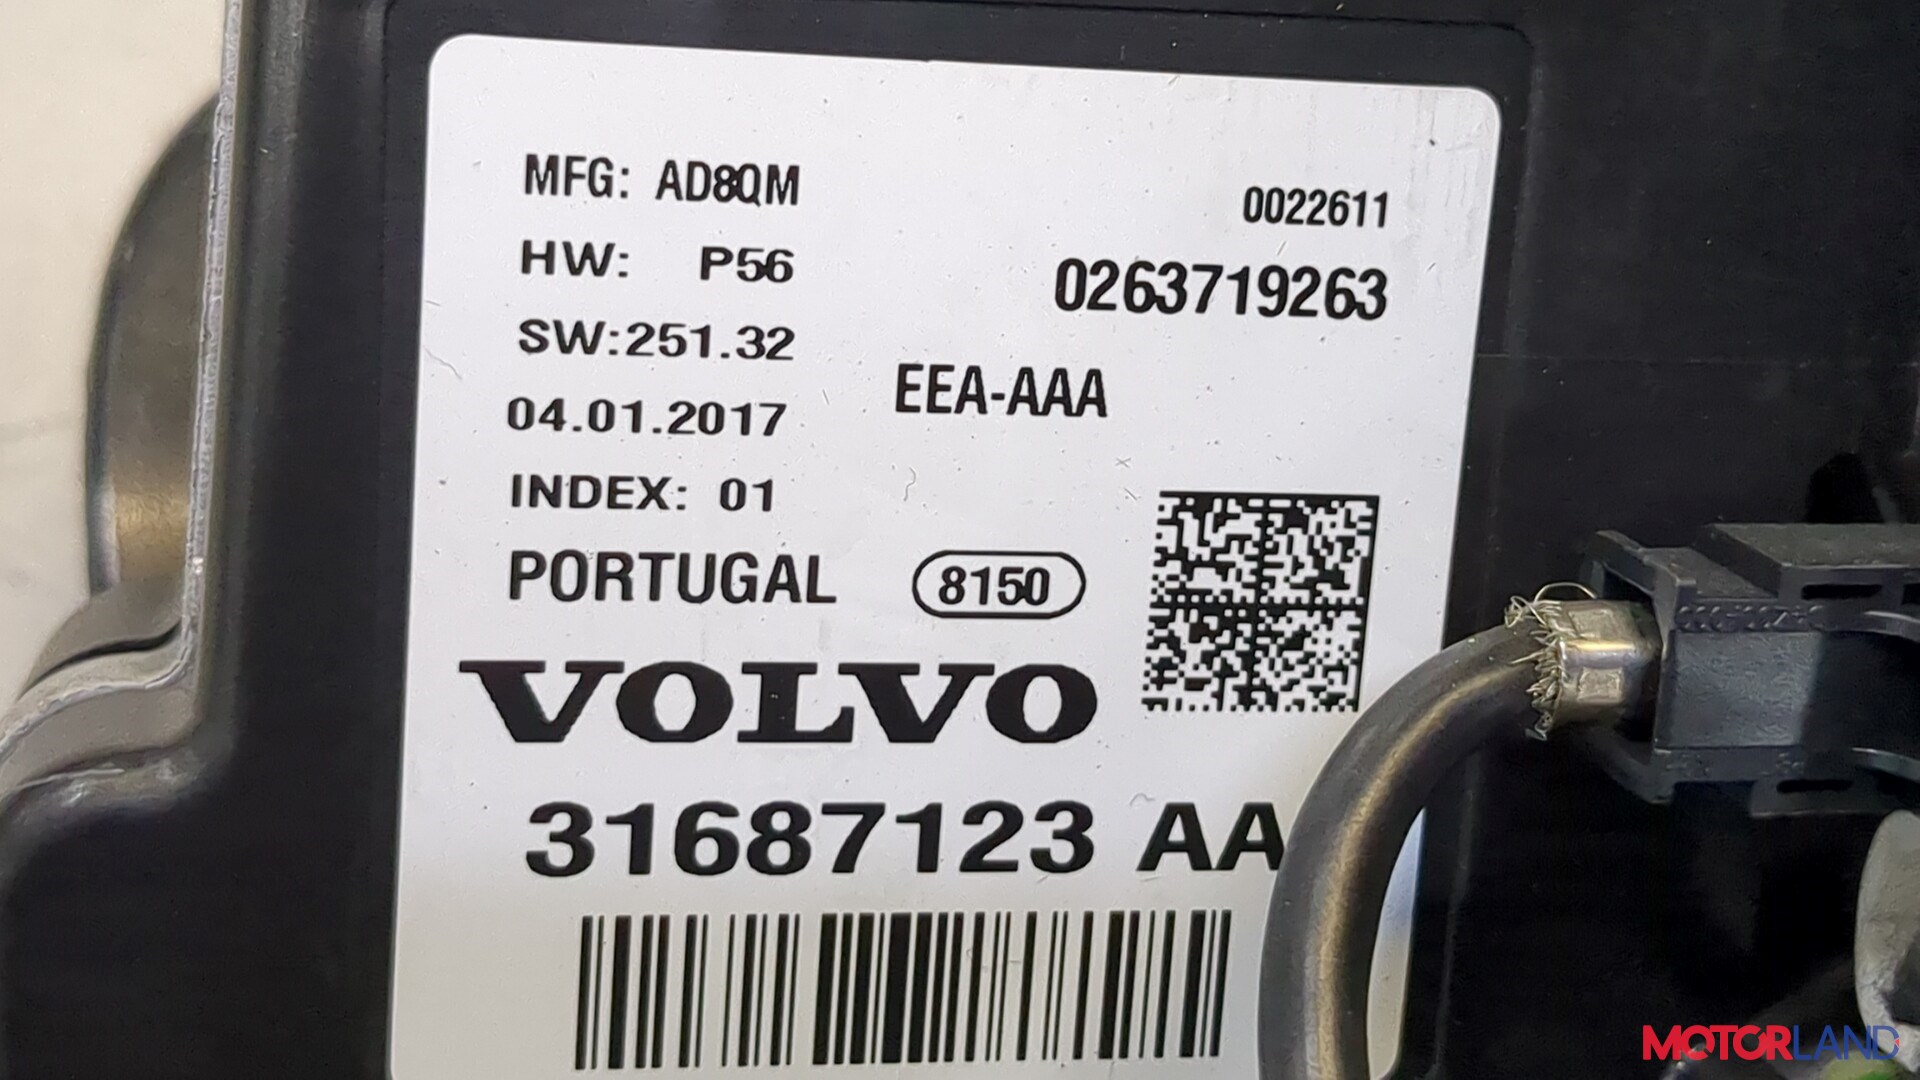 MFG: AD8QM
0022611
HW: P56
0263719263
SW:251.32
EEA-AAA
04.01.2017
INDEX: 01
PORTUGAL
8150
VOLVO
31687123 AA
MOTORLAND